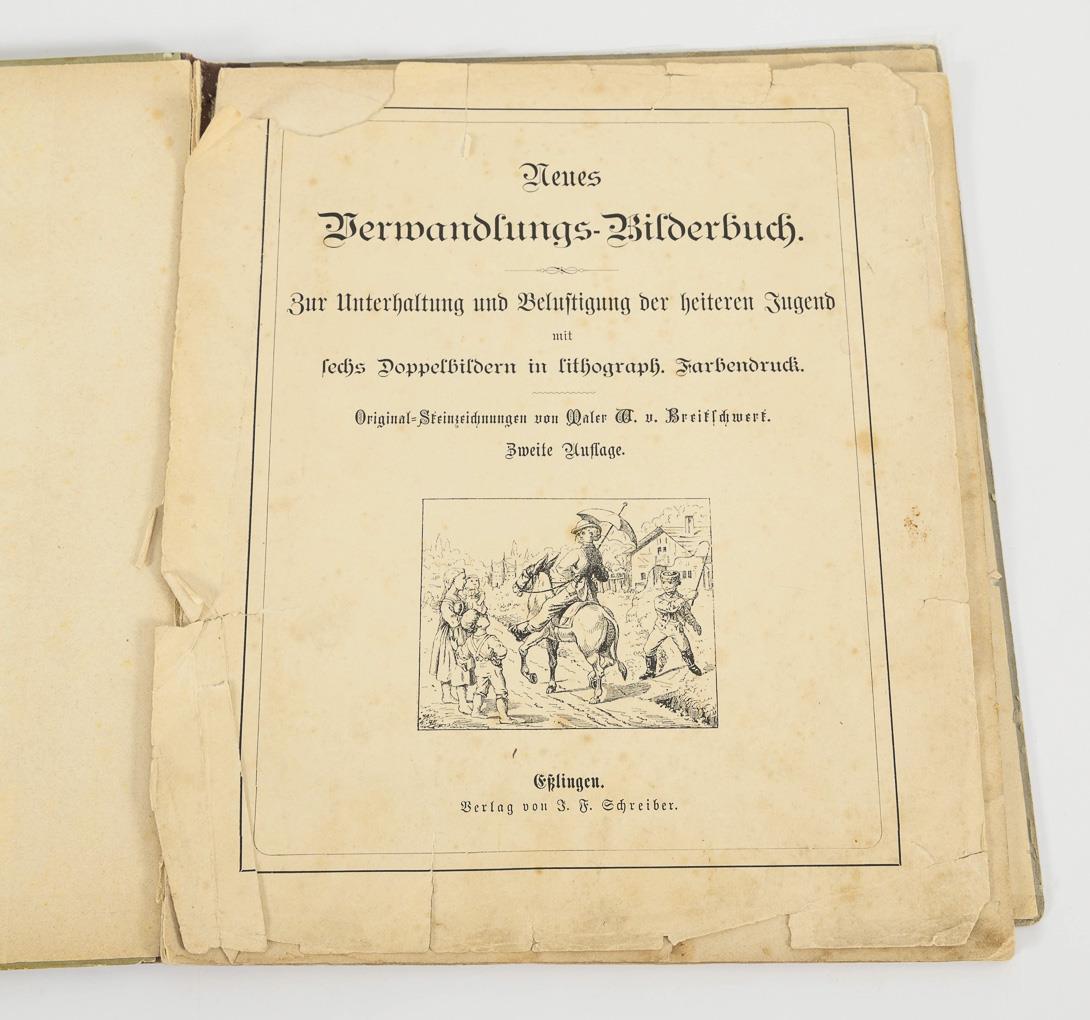 Neues
Verwandlungs-Bilderbuch.
Zur Unterhaltung und Belustigung der heiteren Jugend
mit
sechs Doppelbildern in lithograph. Farbendruck.
Original-Steinzeichnungen von Maler W. v. Breitschwert.
Zweite Auflage.
Eßlingen.
Verlag von J. F. Schreiber.